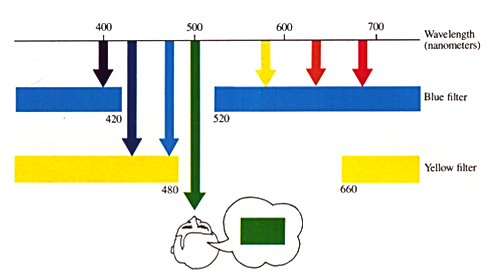 400 500 600 700
Wavelength
(nanometers)
Blue filter
420 520
Yellow filter
480 660